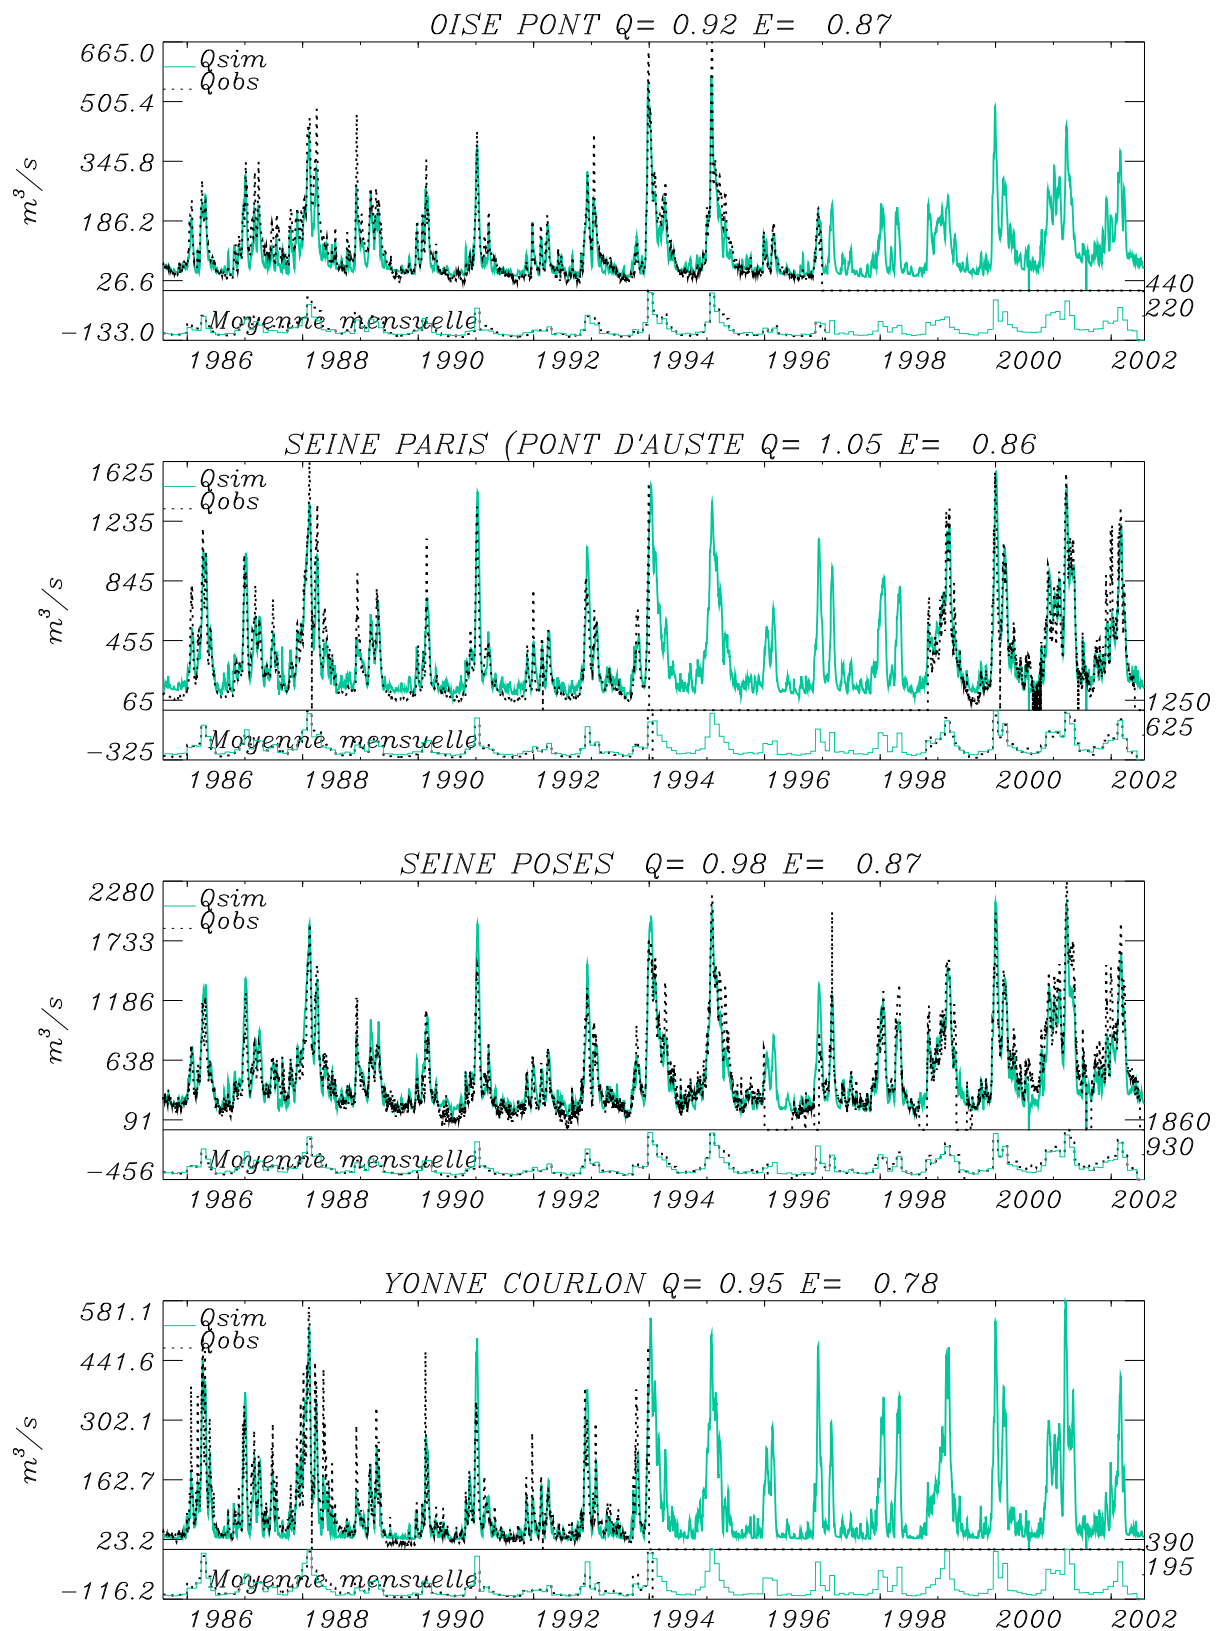 OISE PONT Q= 0.92 E= 0.87
665.0
Qsim
Qobs
505.4
345.8
m³/s
186.2
26.6
440
220
Moyenne mensuelle
−133.0
1986 1988 1990 1992 1994 1996 1998 2000 2002
SEINE PARIS (PONT D'AUSTE Q= 1.05 E= 0.86
1625
Qsim
Qobs
1235
845
m³/s
455
65
1250
625
Moyenne mensuelle
−325
1986 1988 1990 1992 1994 1996 1998 2000 2002
SEINE POSES Q= 0.98 E= 0.87
2280
Qsim
Qobs
1733
1186
m³/s
638
91
1860
930
Moyenne mensuelle
−456
1986 1988 1990 1992 1994 1996 1998 2000 2002
YONNE COURLON Q= 0.95 E= 0.78
581.1
Qsim
Qobs
441.6
302.1
m³/s
162.7
23.2
390
195
Moyenne mensuelle
−116.2
1986 1988 1990 1992 1994 1996 1998 2000 2002